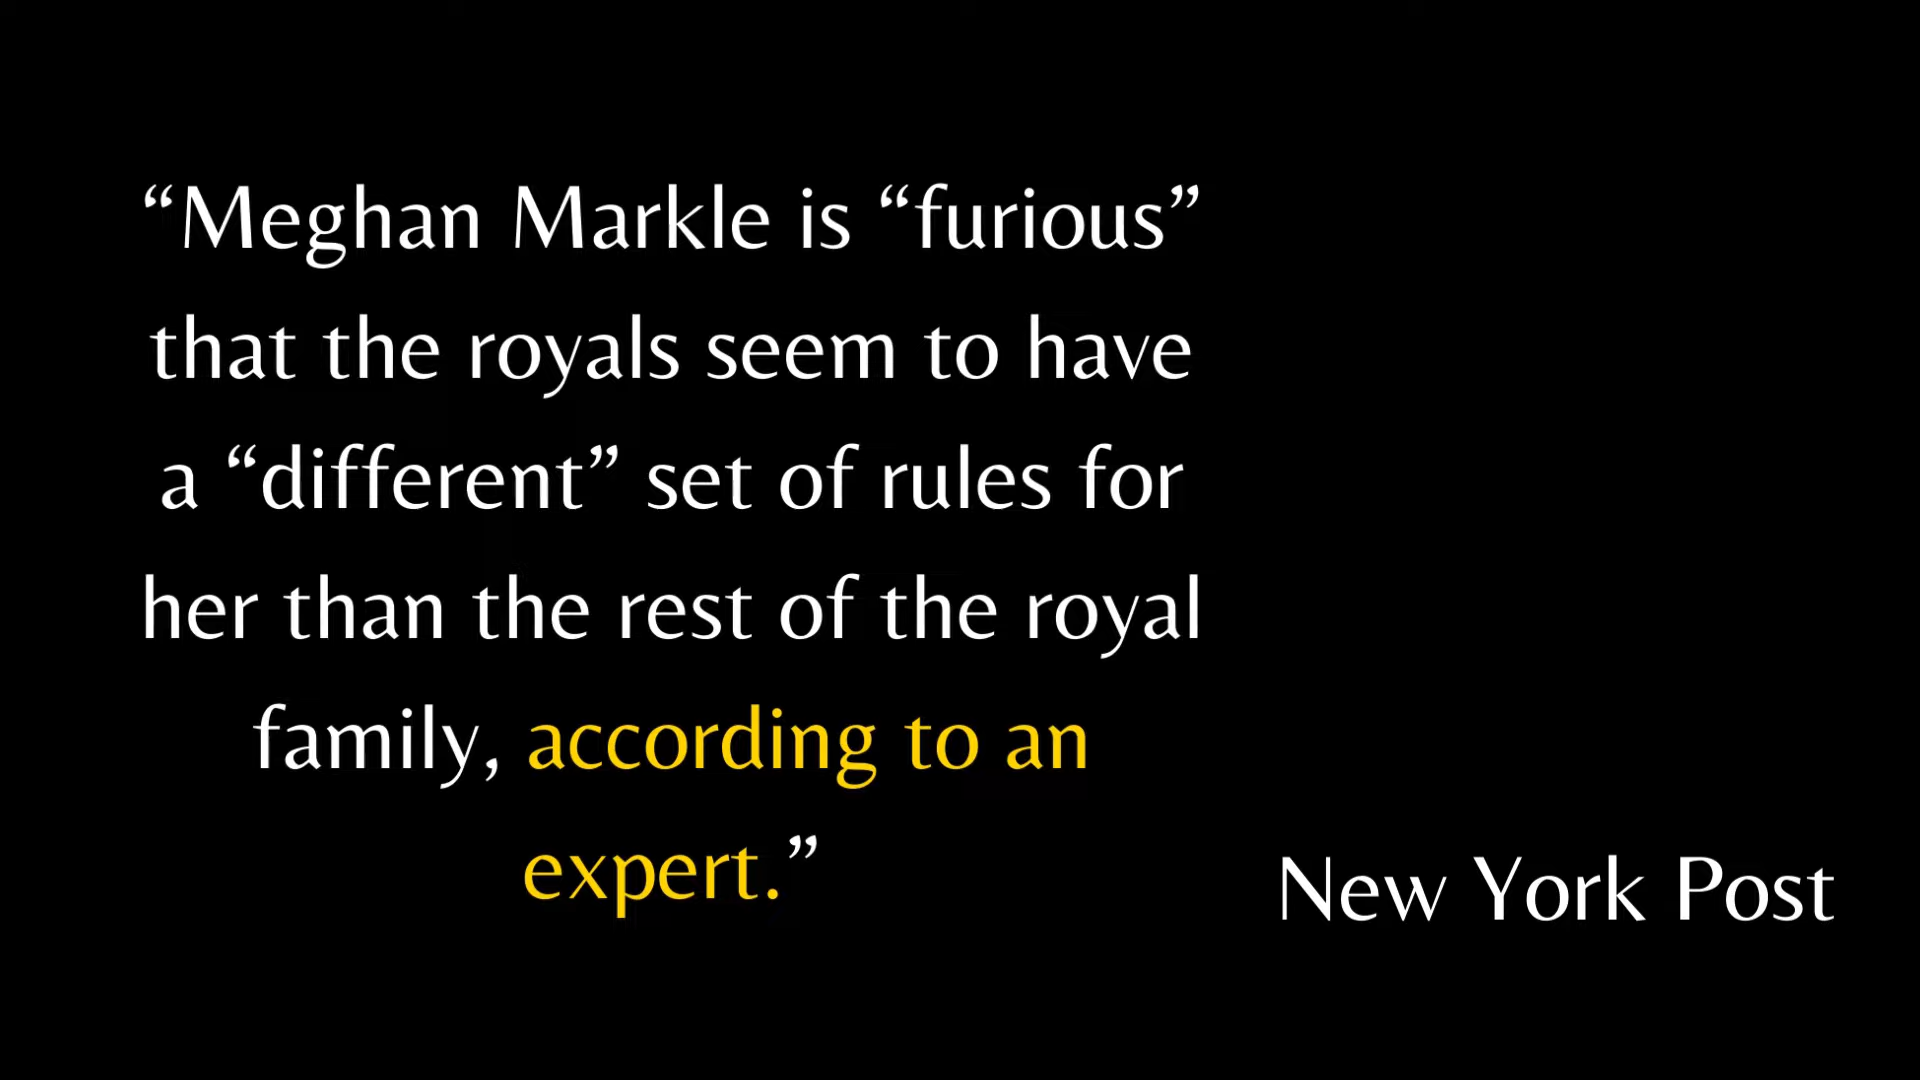 “Meghan Markle is “furious”
that the royals seem to have
a “different” set of rules for
her than the rest of the royal
family, according to an
expert.”
New York Post